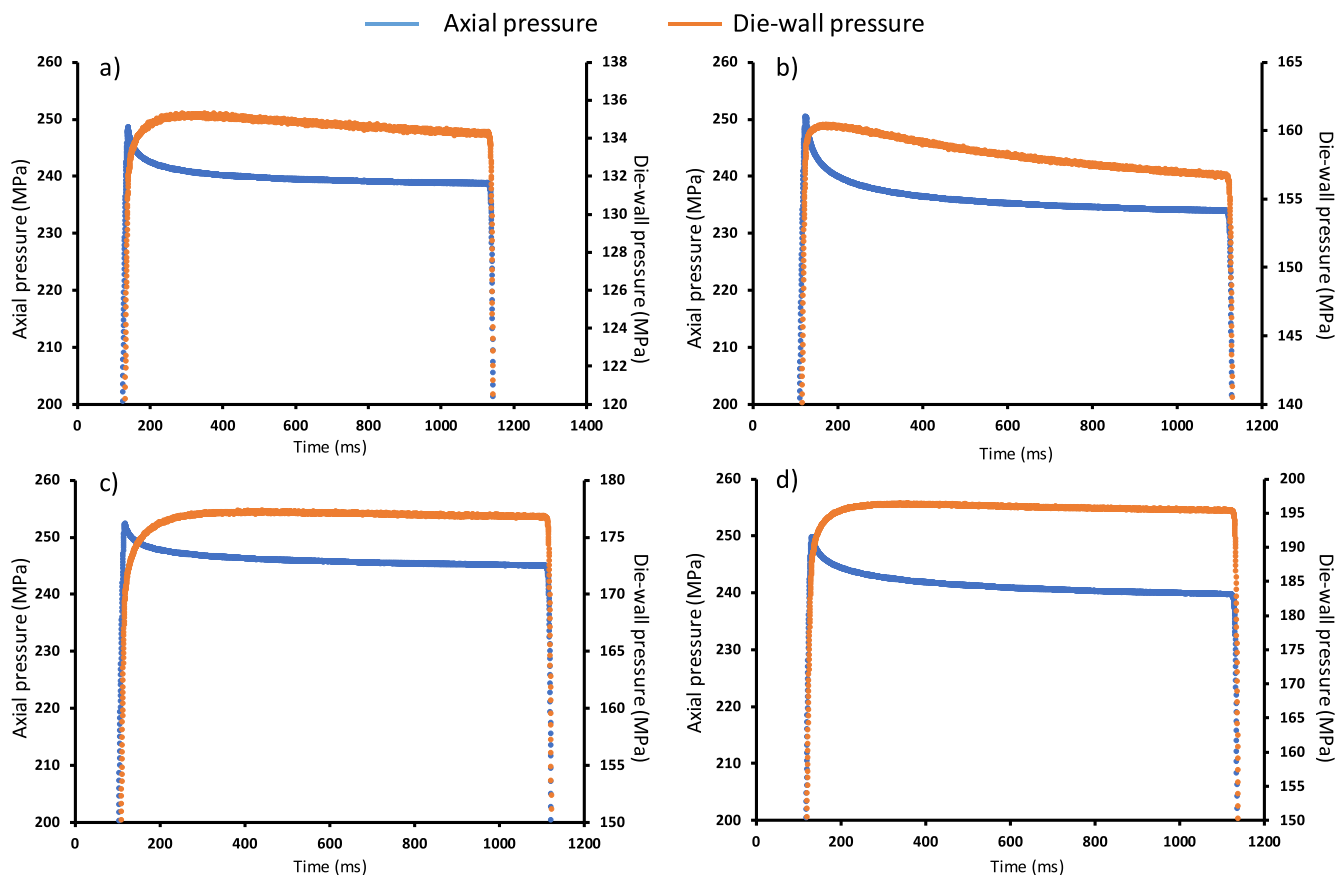 Axial pressure Die-wall pressure
a)
Axial pressure (MPa)
260
250
240
230
220
210
200
138
136
134
132
130
128
126
124
122
120
Die-wall pressure (MPa)
0 200 400 600 800 1000 1200 1400
Time (ms)
b)
Axial pressure (MPa)
260
250
240
230
220
210
200
165
160
155
150
145
140
Die-wall pressure (MPa)
0 200 400 600 800 1000 1200
Time (ms)
c)
Axial pressure (MPa)
260
250
240
230
220
210
200
180
175
170
165
160
155
150
Die-wall pressure (MPa)
0 200 400 600 800 1000 1200
Time (ms)
d)
Axial pressure (MPa)
260
250
240
230
220
210
200
200
195
190
185
180
175
170
165
160
155
150
Die-wall pressure (MPa)
0 200 400 600 800 1000 1200
Time (ms)